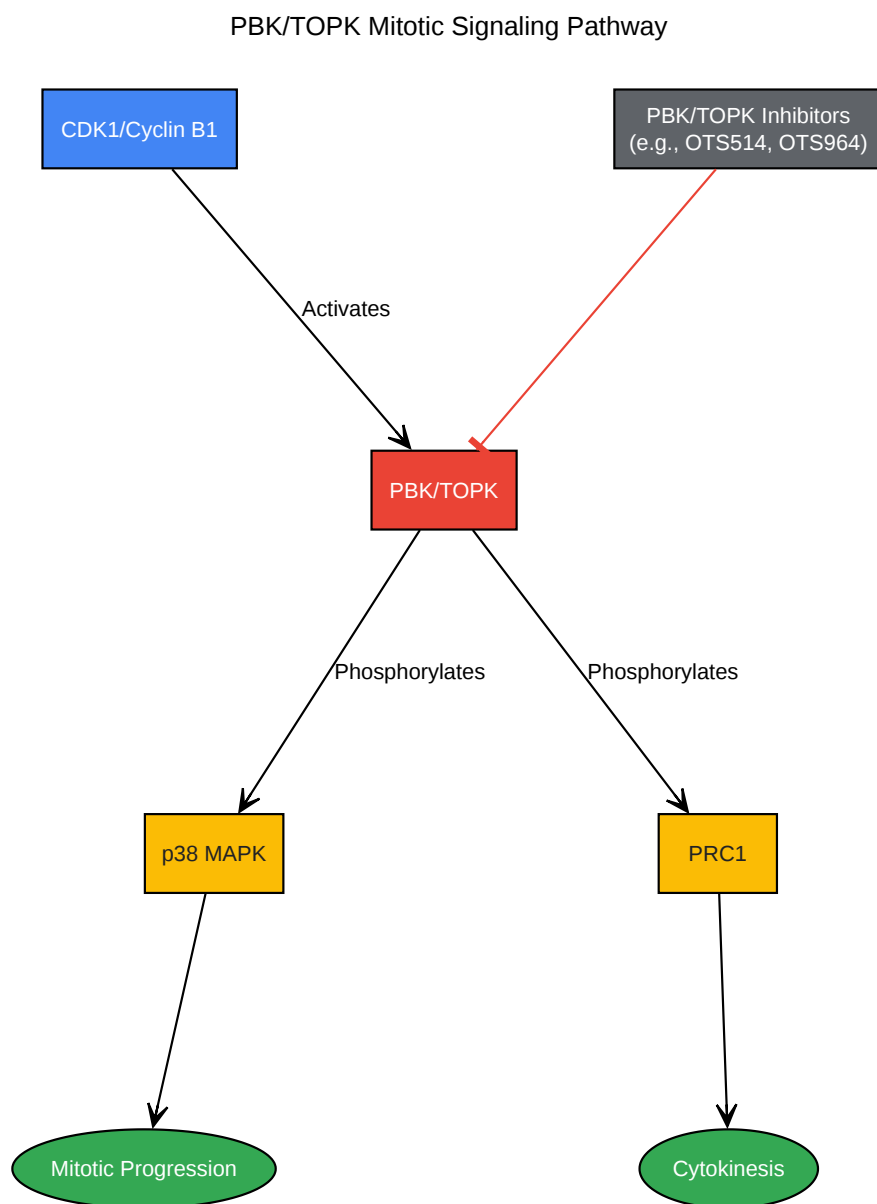 PBK/TOPK Mitotic Signaling Pathway
CDK1/Cyclin B1
PBK/TOPK Inhibitors
(e.g., OTS514, OTS964)
Activates
PBK/TOPK
Phosphorylates
Phosphorylates
p38 MAPK
PRC1
Mitotic Progression
Cytokinesis